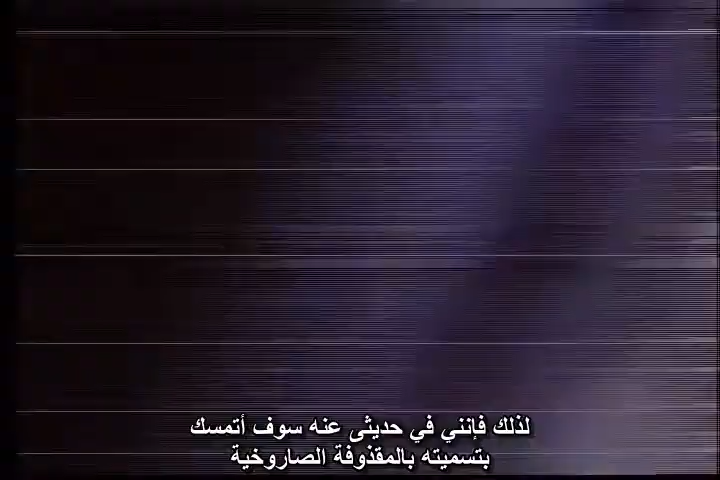 لذلك فإنني في حديثى عنه سوف أتمسك
بتسميته بالمقذوفة الصاروخية